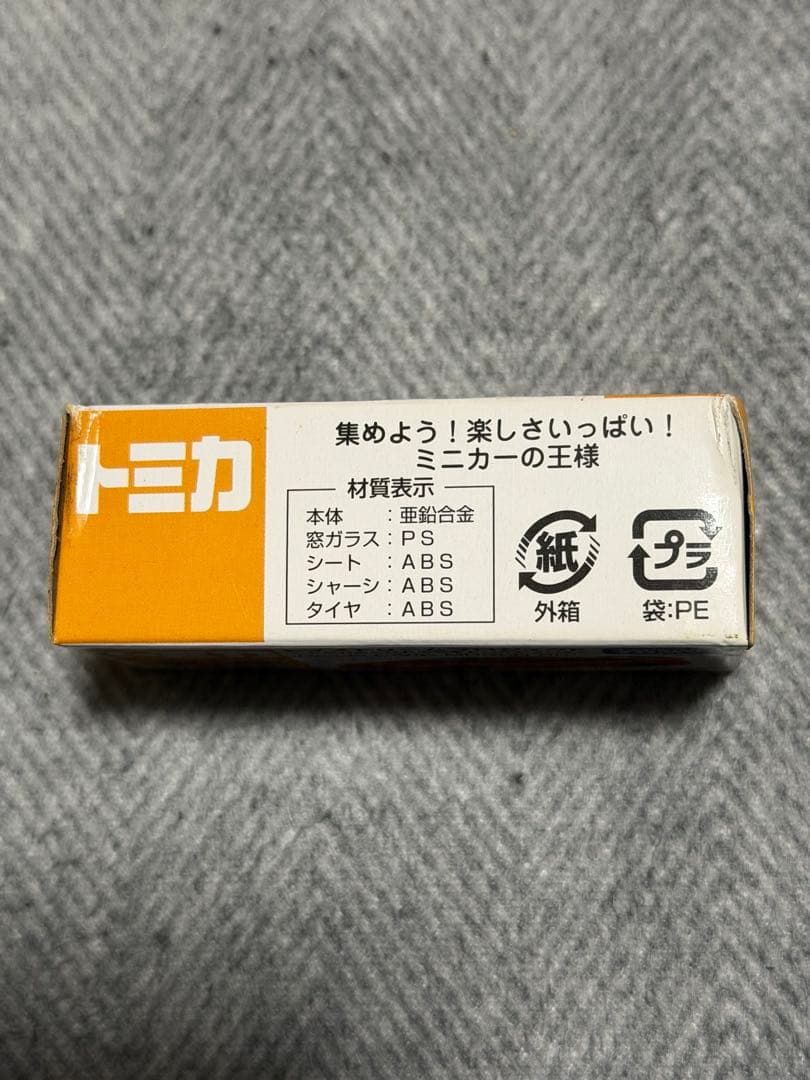 トミカ
集めよう！楽しさいっぱい！
ミニカーの王様
材質表示
本体　：亜鉛合金
窓ガラス：ＰＳ
シート　：ＡＢＳ
シャーシ：ＡＢＳ
タイヤ　：ＡＢＳ
紙
外箱
プラ
袋:PE